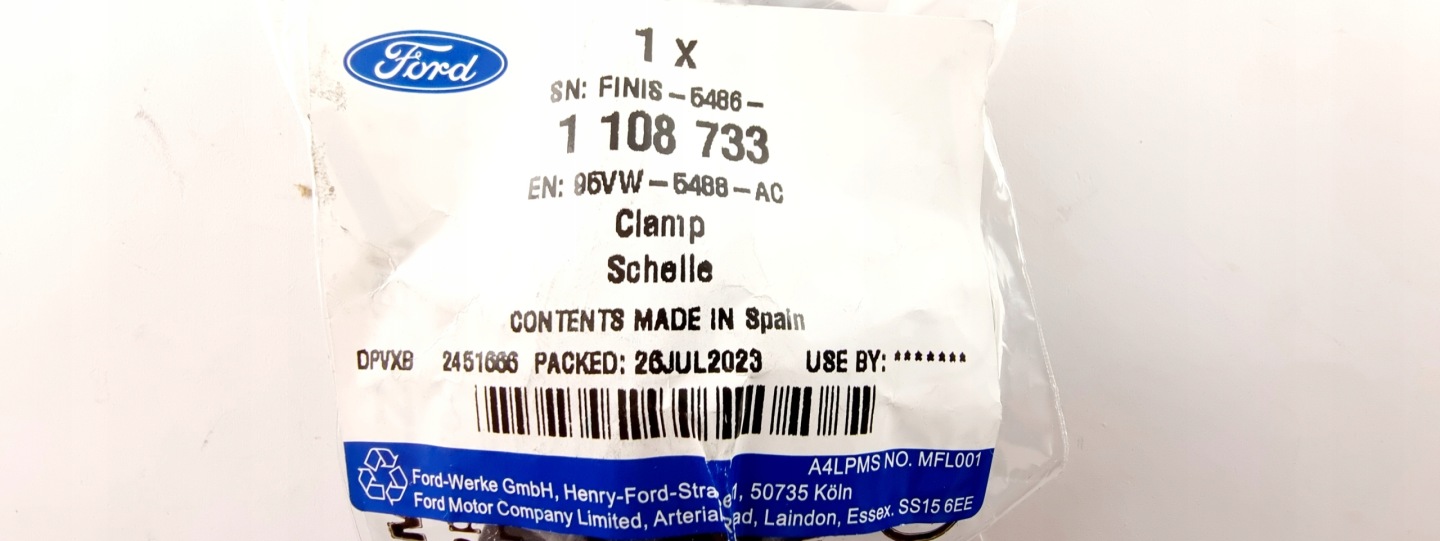 Ford
1 x
SN: FINIS-5486-
1 108 733
EN: 95VW-5488-AC
Clamp
Schelle
CONTENTS MADE IN Spain
DPVXB 2451666 PACKED: 26JUL2023 USE BY: *******
A4LPMS NO. MFL001
Ford-Werke GmbH, Henry-Ford-Stra e 1, 50735 Köln
Ford Motor Company Limited, Arterial R ad, Laindon, Essex. SS15 6EE